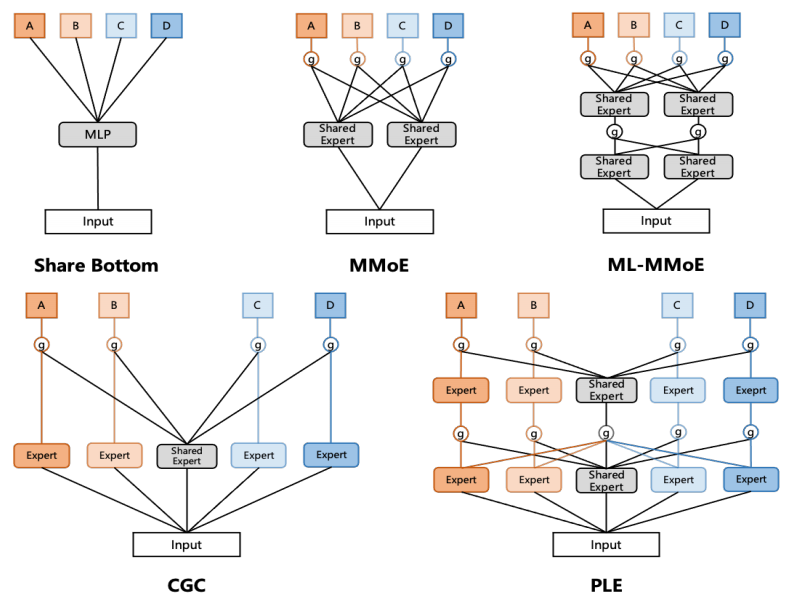 A B C D
MLP
Input
Share Bottom
A B C D
g g g g
Shared
Expert
Shared
Expert
Input
MMoE
A B C D
g g g g
Shared
Expert
Shared
Expert
g g
Shared
Expert
Shared
Expert
Input
ML-MMoE
A B C D
g g g g
Expert Expert Shared
Expert Expert Expert
Input
CGC
A B C D
g g g g
Expert Expert Shared
Expert Expert Exeprt
g g g g g
Expert Expert Shared
Expert Expert Expert
Input
PLE